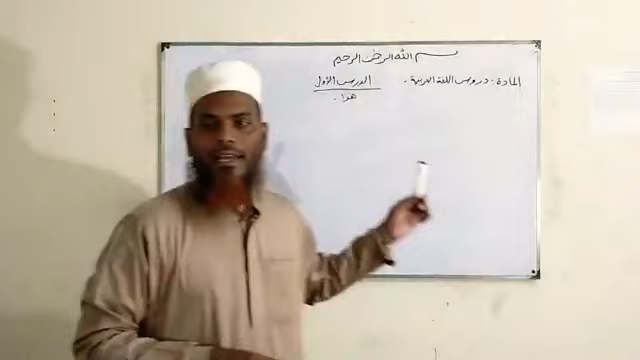 بسم الله الرحمن الرحيم
المادة: دروس اللغة العربية.
الدرس الأول
هذا.